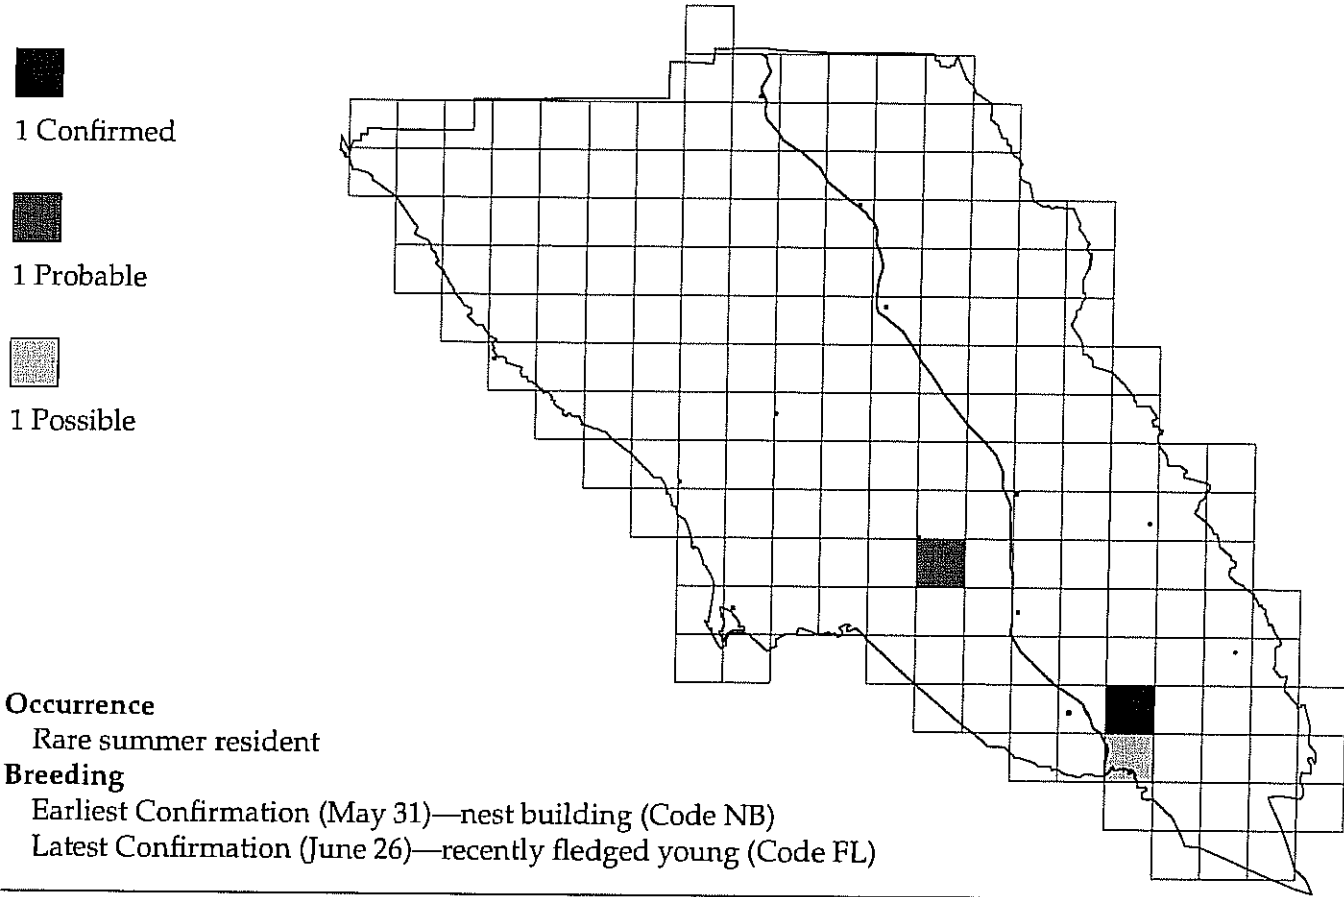 1 Confirmed
1 Probable
1 Possible
Occurrence
Rare summer resident
Breeding
Earliest Confirmation (May 31)—nest building (Code NB)
Latest Confirmation (June 26)—recently fledged young (Code FL)